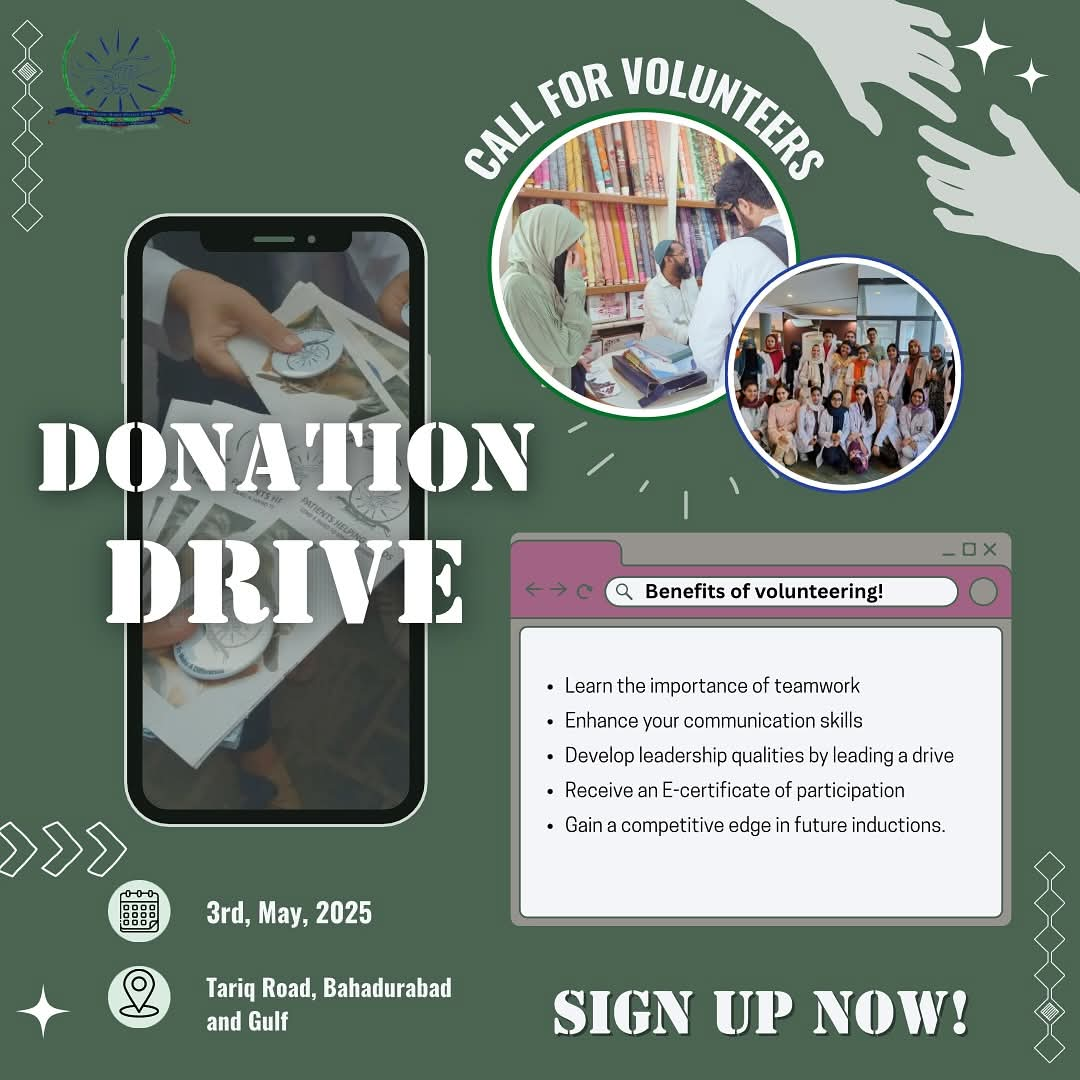 CALL FOR VOLUNTEERS
DONATION
DRIVE
PATIENTS HELPING
Benefits of volunteering!
• Learn the importance of teamwork
• Enhance your communication skills
• Develop leadership qualities by leading a drive
• Receive an E-certificate of participation
• Gain a competitive edge in future inductions.
3rd, May, 2025
Tariq Road, Bahadurabad
and Gulf
SIGN UP NOW!